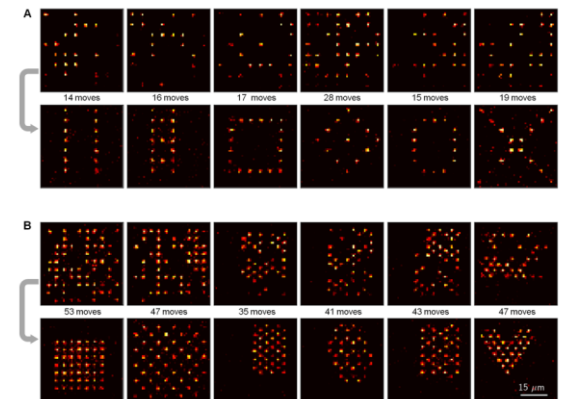 A
14 moves
16 moves
17 moves
28 moves
15 moves
19 moves
B
53 moves
47 moves
35 moves
41 moves
43 moves
47 moves
15 μm